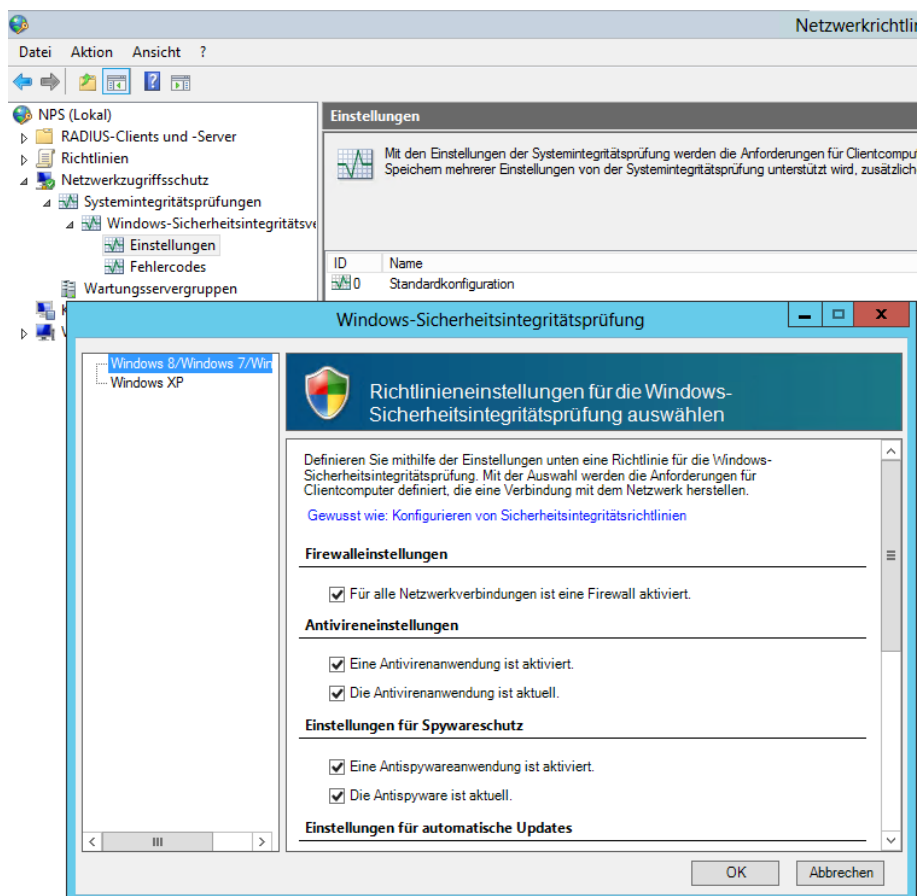 Netzwerkrichtlin
Datei Aktion Ansicht ?
NPS (Lokal)
RADIUS-Clients und -Server
Richtlinien
Netzwerkzugriffsschutz
Systemintegritätsprüfungen
Windows-Sicherheitsintegritätsve
Einstellungen
Fehlercodes
Wartungsservergruppen
K
V
Einstellungen
Mit den Einstellungen der Systemintegritätsprüfung werden die Anforderungen für Clientcomput
Speichern mehrerer Einstellungen von der Systemintegritätsprüfung unterstützt wird, zusätzliche
ID Name
0 Standardkonfiguration
Windows-Sicherheitsintegritätsprüfung
Windows 8/Windows 7/Win
Windows XP
Richtlinieneinstellungen für die Windows-
Sicherheitsintegritätsprüfung auswählen
Definieren Sie mithilfe der Einstellungen unten eine Richtlinie für die Windows-
Sicherheitsintegritätsprüfung. Mit der Auswahl werden die Anforderungen für
Clientcomputer definiert, die eine Verbindung mit dem Netzwerk herstellen.
Gewusst wie: Konfigurieren von Sicherheitsintegritätsrichtlinien
Firewalleinstellungen
Für alle Netzwerkverbindungen ist eine Firewall aktiviert.
Antivireneinstellungen
Eine Antivirenanwendung ist aktiviert.
Die Antivirenanwendung ist aktuell.
Einstellungen für Spywareschutz
Eine Antispywareanwendung ist aktiviert.
Die Antispyware ist aktuell.
Einstellungen für automatische Updates
OK Abbrechen